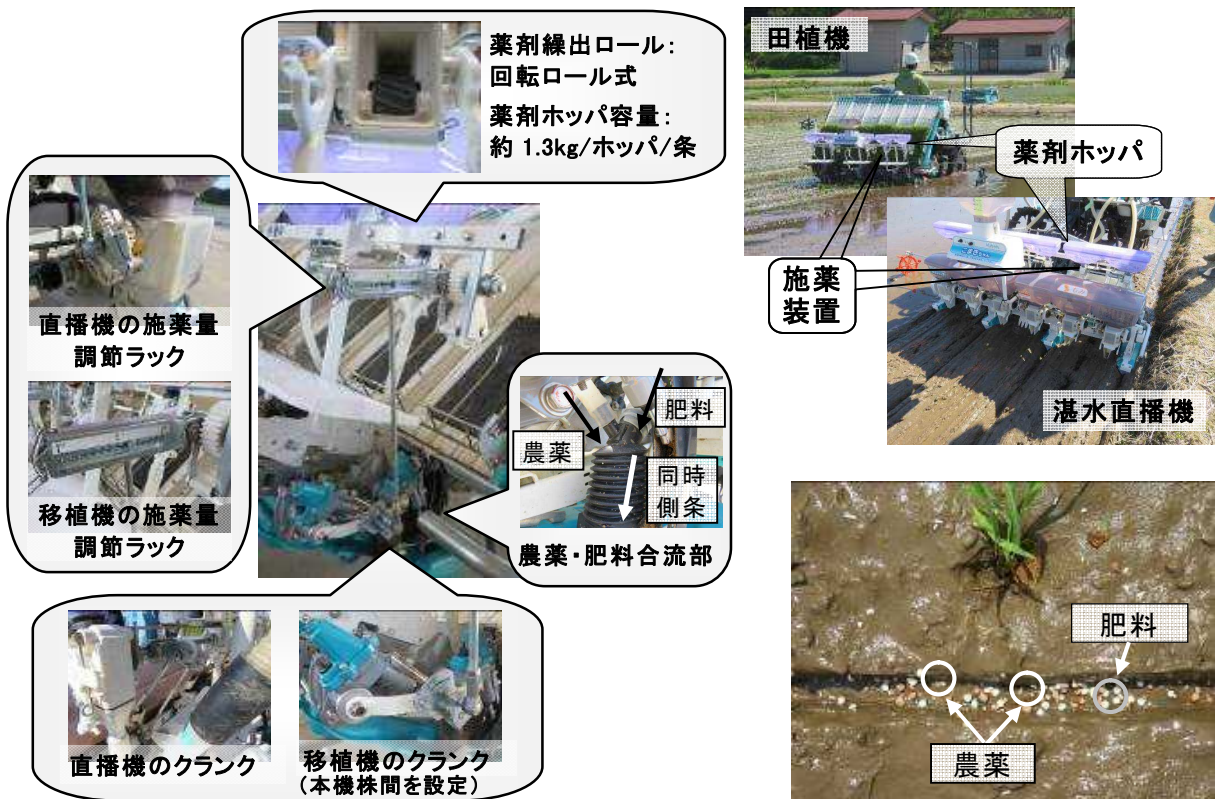 薬剤繰出ロール：
回転ロール式
薬剤ホッパ容量：
約 1.3kg/ホッパ/条
田植機
薬剤ホッパ
施薬
装置
湛水直播機
直播機の施薬量
調節ラック
移植機の施薬量
調節ラック
農薬
肥料
同時
側条
農薬・肥料合流部
直播機のクランク
移植機のクランク
（本機株間を設定）
肥料
農薬